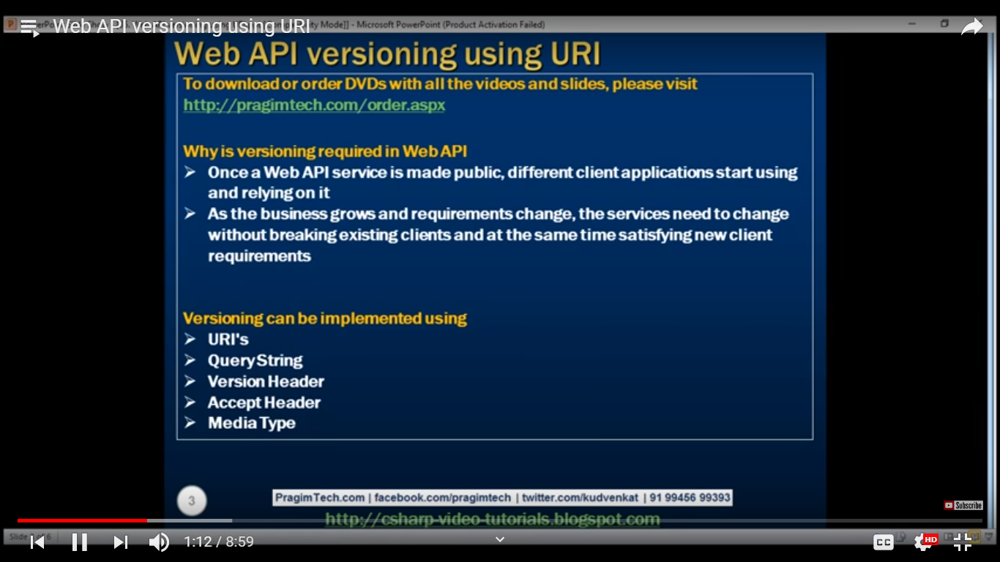 Web API versioning using URI
ty Mode]] - Microsoft PowerPoint (Product Activation Failed)
Web API versioning using URI
To download or order DVDs with all the videos and slides, please visit
http://pragimtech.com/order.aspx
Why is versioning required in Web API
➢ Once a Web API service is made public, different client applications start using
and relying on it
➢ As the business grows and requirements change, the services need to change
without breaking existing clients and at the same time satisfying new client
requirements
Versioning can be implemented using
➢ URI's
➢ Query String
➢ Version Header
➢ Accept Header
➢ Media Type
3
PragimTech.com | facebook.com/pragimtech | twitter.com/kudvenkat | 91 99456 99393
Subscribe
http://csharp-video-tutorials.blogspot.com
Slide
6
1:12 / 8:59
CC
HD